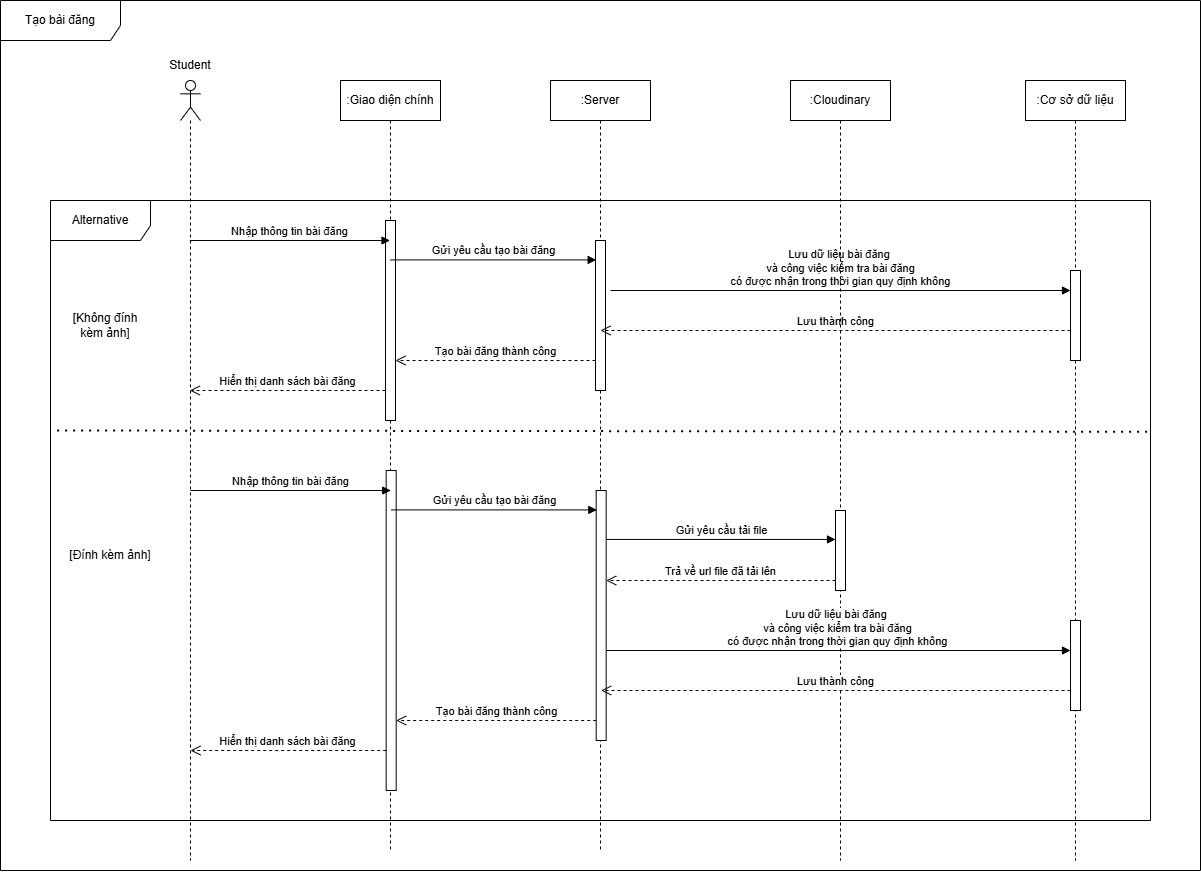 Tạo bài đăng
Student
:Giao diện chính
:Server
:Cloudinary
:Cơ sở dữ liệu
Alternative
Nhập thông tin bài đăng
Gửi yêu cầu tạo bài đăng
Lưu dữ liệu bài đăng
và công việc kiểm tra bài đăng
có được nhận trong thời gian quy định không
[Không đính
kèm ảnh]
Lưu thành công
Tạo bài đăng thành công
Hiển thị danh sách bài đăng
Nhập thông tin bài đăng
Gửi yêu cầu tạo bài đăng
Gửi yêu cầu tải file
[Đính kèm ảnh]
Trả về url file đã tải lên
Lưu dữ liệu bài đăng
và công việc kiểm tra bài đăng
có được nhận trong thời gian quy định không
Lưu thành công
Tạo bài đăng thành công
Hiển thị danh sách bài đăng